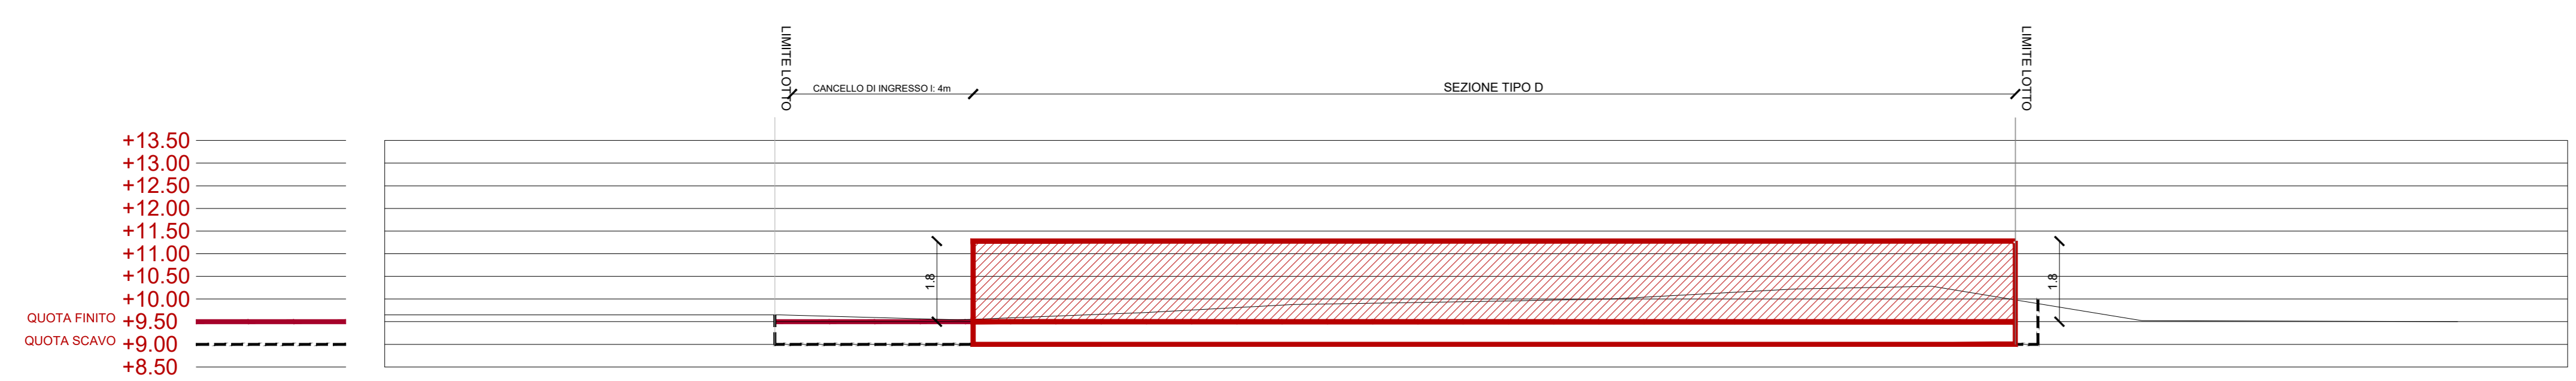 LIMITE LOTTO
LIMITE LOTTO
CANCELLO DI INGRESSO l: 4m
SEZIONE TIPO D
+13.50
+13.00
+12.50
+12.00
+11.50
+11.00
+10.50
+10.00
QUOTA FINITO +9.50
QUOTA SCAVO +9.00
+8.50
1.8
1.8